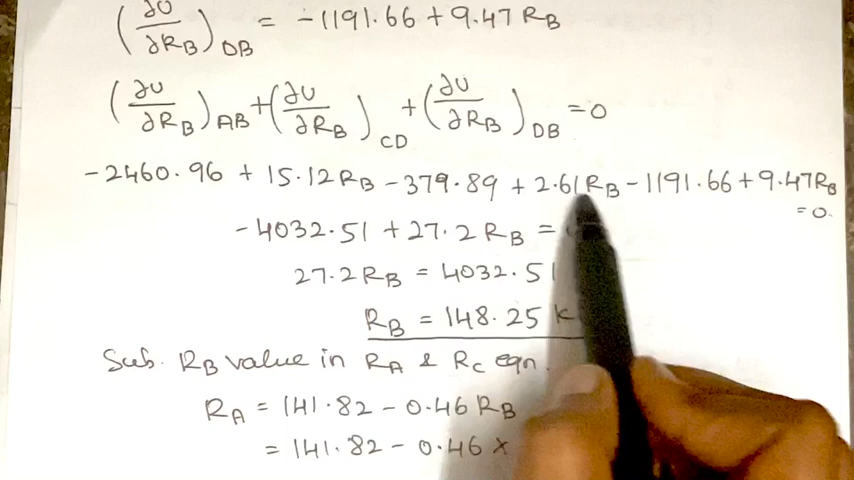 (∂U/∂R_B)_DB = -1191.66 + 9.47 R_B
(∂U/∂R_B)_AB + (∂U/∂R_B)_CD + (∂U/∂R_B)_DB = 0
-2460.96 + 15.12 R_B - 379.89 + 2.61 R_B - 1191.66 + 9.47 R_B
= 0.
-4032.51 + 27.2 R_B =
27.2 R_B = 4032.51
R_B = 148.25 k
Sub. R_B value in R_A & R_C eqn.
R_A = 141.82 - 0.46 R_B
= 141.82 - 0.46 ×